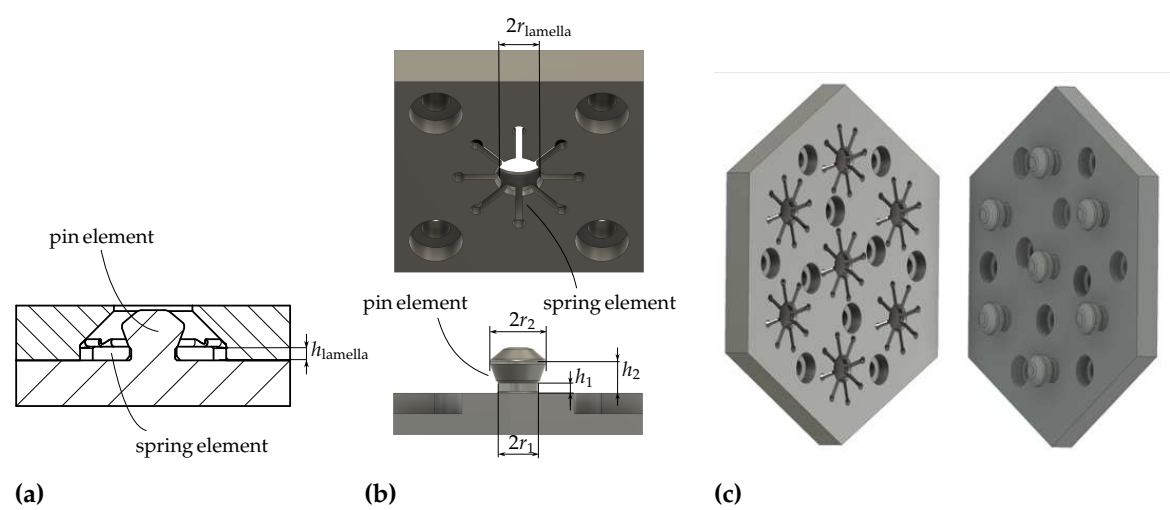 pin element
h_lamella
spring element
(a)
2r_lamella
pin element
spring element
2r_2
h_1
h_2
2r_1
(b)
(c)